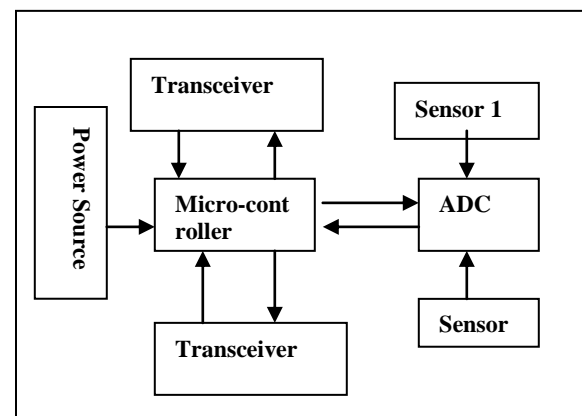 Transceiver
Sensor 1
Power Source
Micro-cont
roller
ADC
Sensor
Transceiver